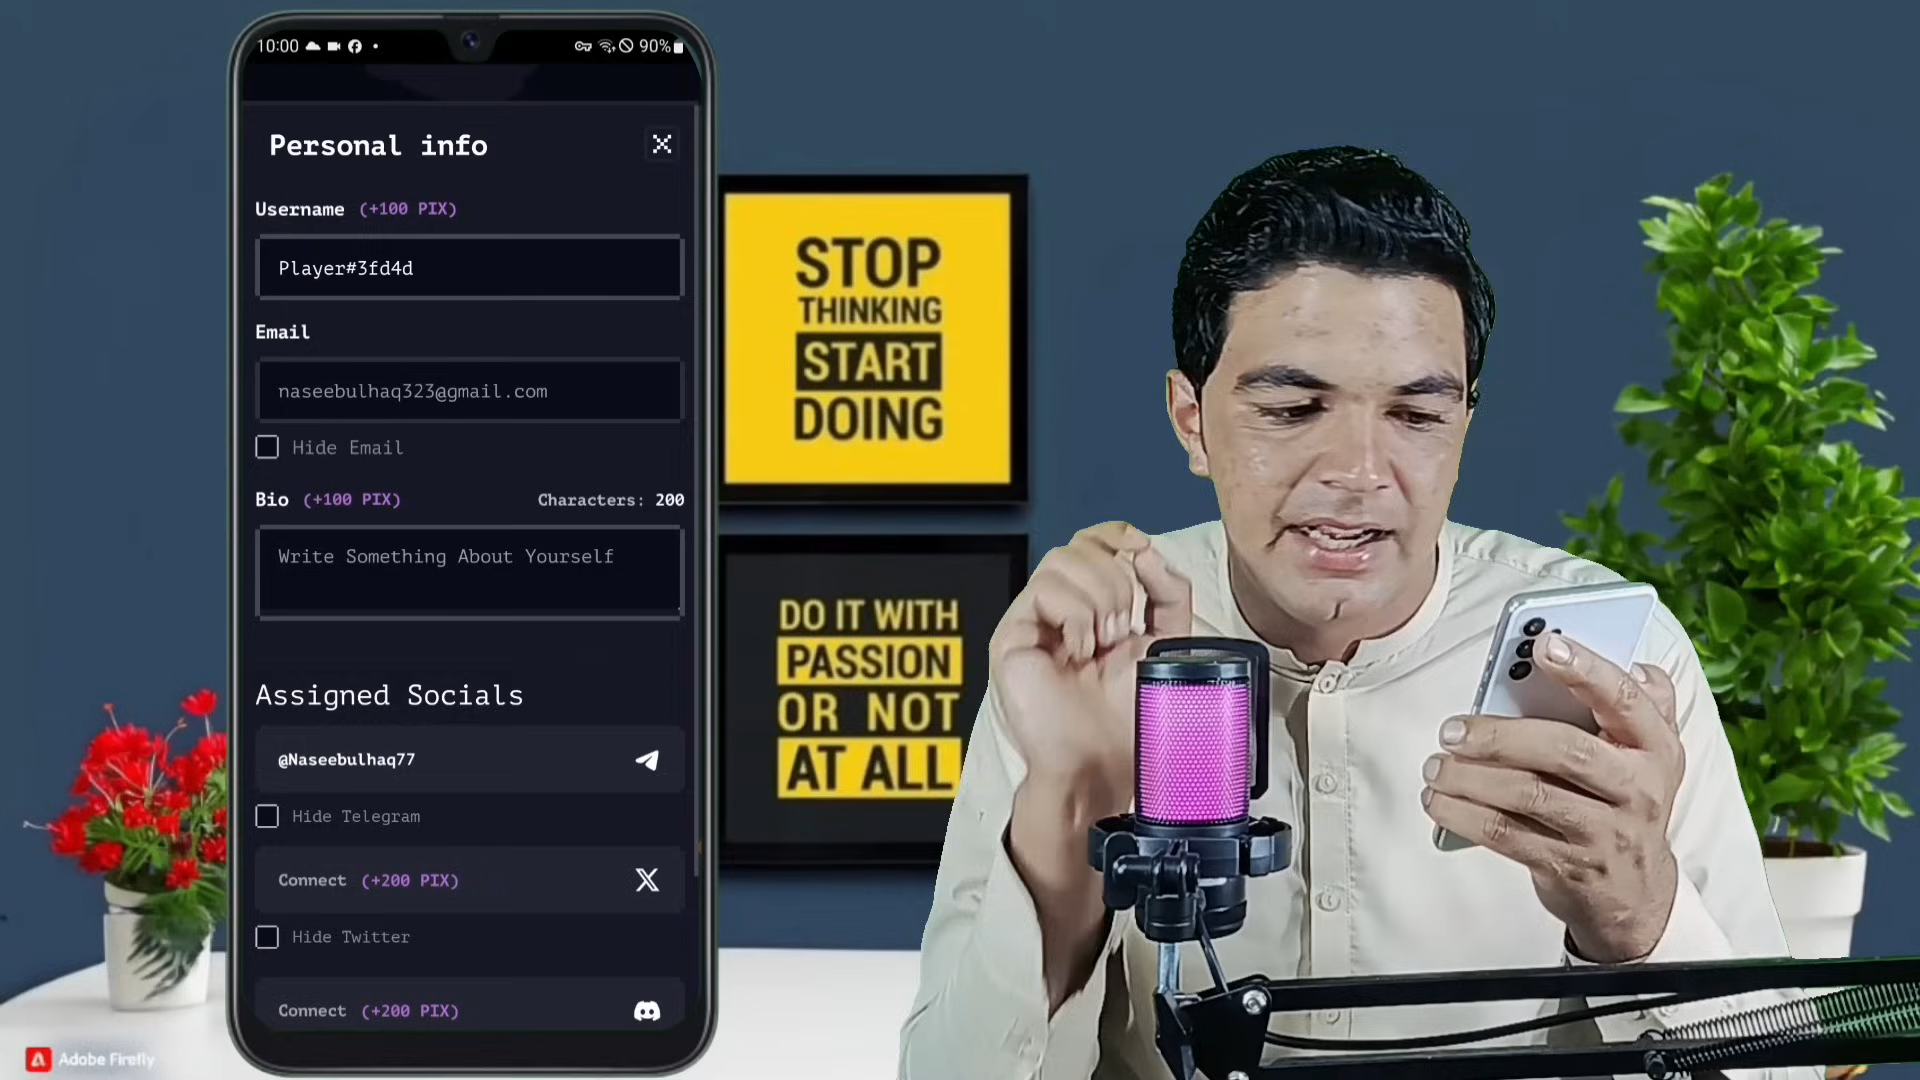 10:00
90%
Personal info
Username (+100 PIX)
Player#3fd4d
Email
naseebulhaq323@gmail.com
Hide Email
Bio (+100 PIX) Characters: 200
Write Something About Yourself
Assigned Socials
@Naseebulhaq77
Hide Telegram
Connect (+200 PIX)
Hide Twitter
Connect (+200 PIX)
STOP
THINKING
START
DOING
DO IT WITH
PASSION
OR NOT
AT ALL
Adobe Firefly